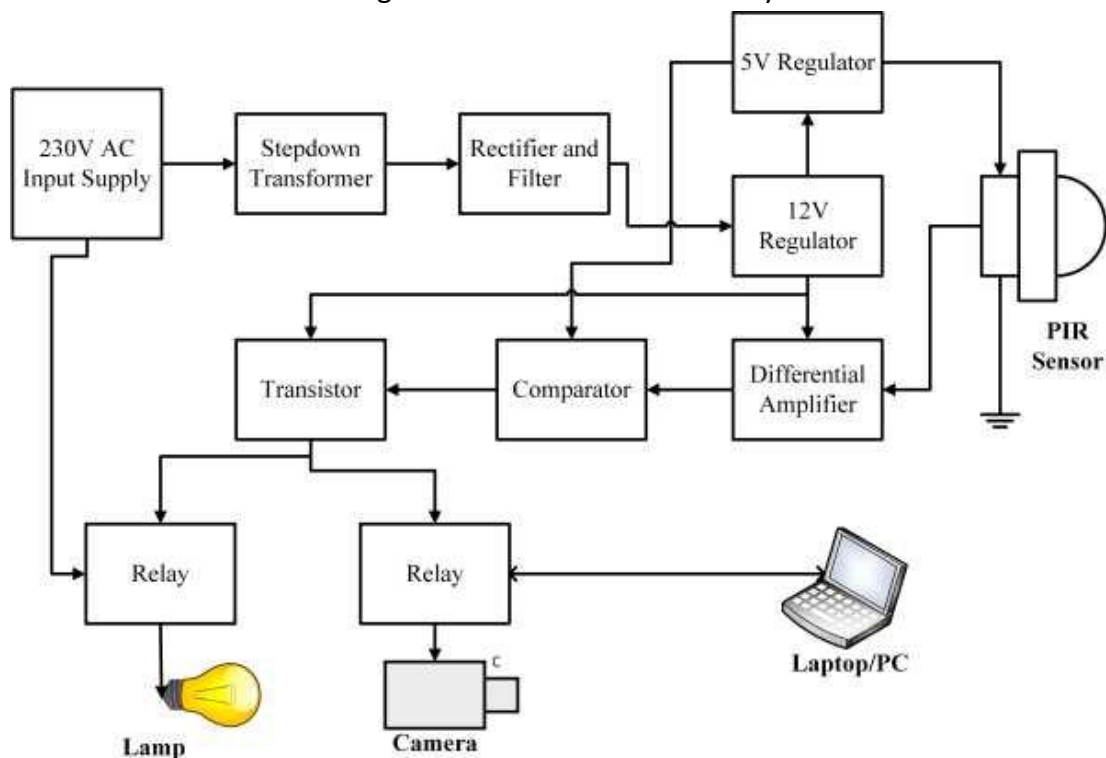 5V Regulator
230V AC
Input Supply
Stepdown
Transformer
Rectifier and
Filter
12V
Regulator
PIR
Sensor
Transistor
Comparator
Differential
Amplifier
Relay
Relay
Laptop/PC
C
Lamp
Camera